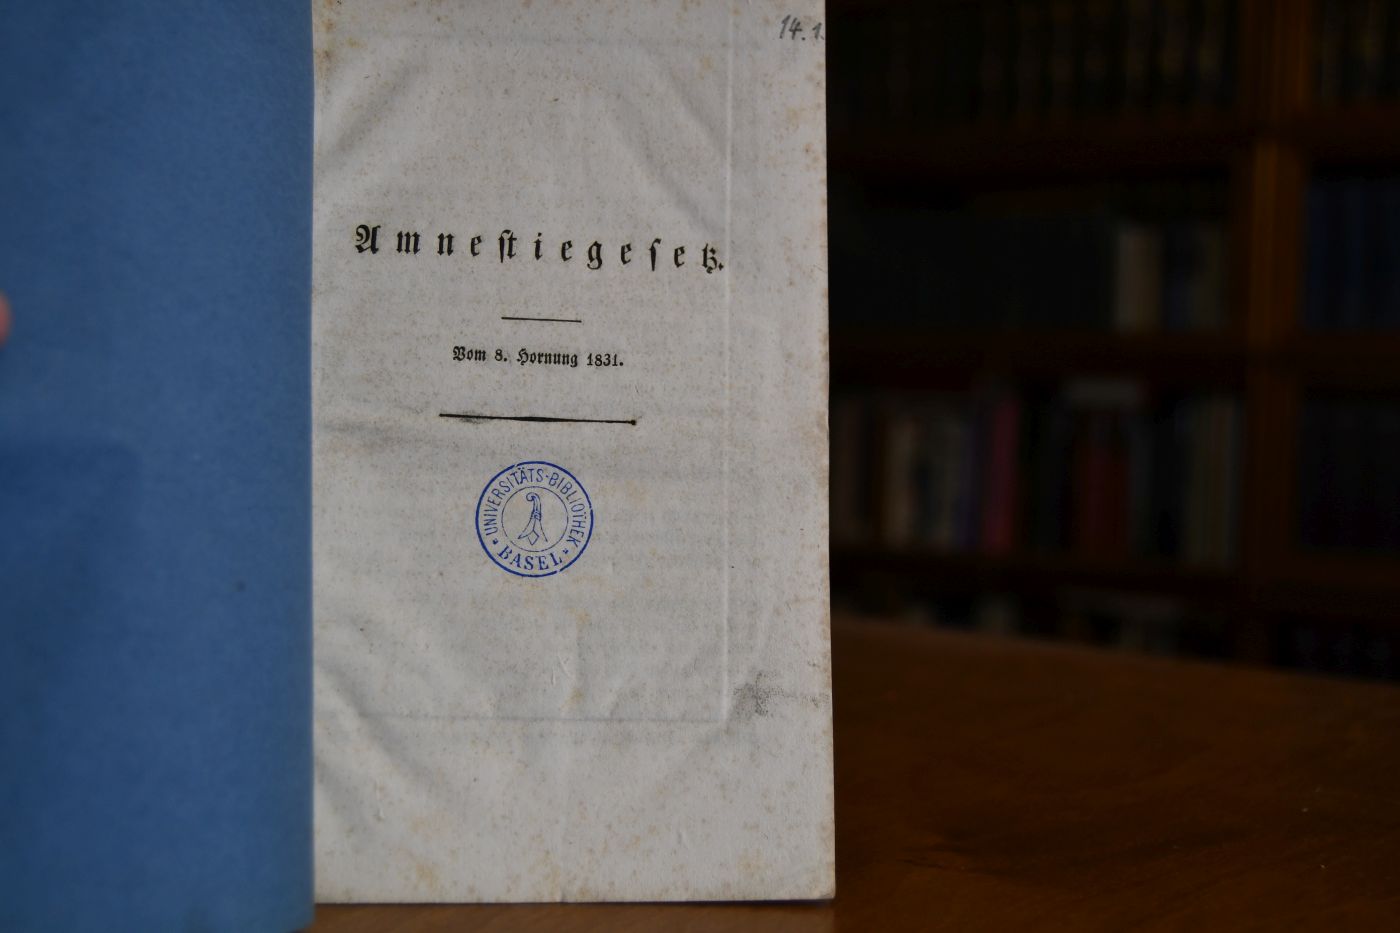 14.1.
Amneſtiegeſetz.
Vom 8. Hornung 1831.
UNIVERSITÄTS-BIBLIOTHEK
* BASEL *